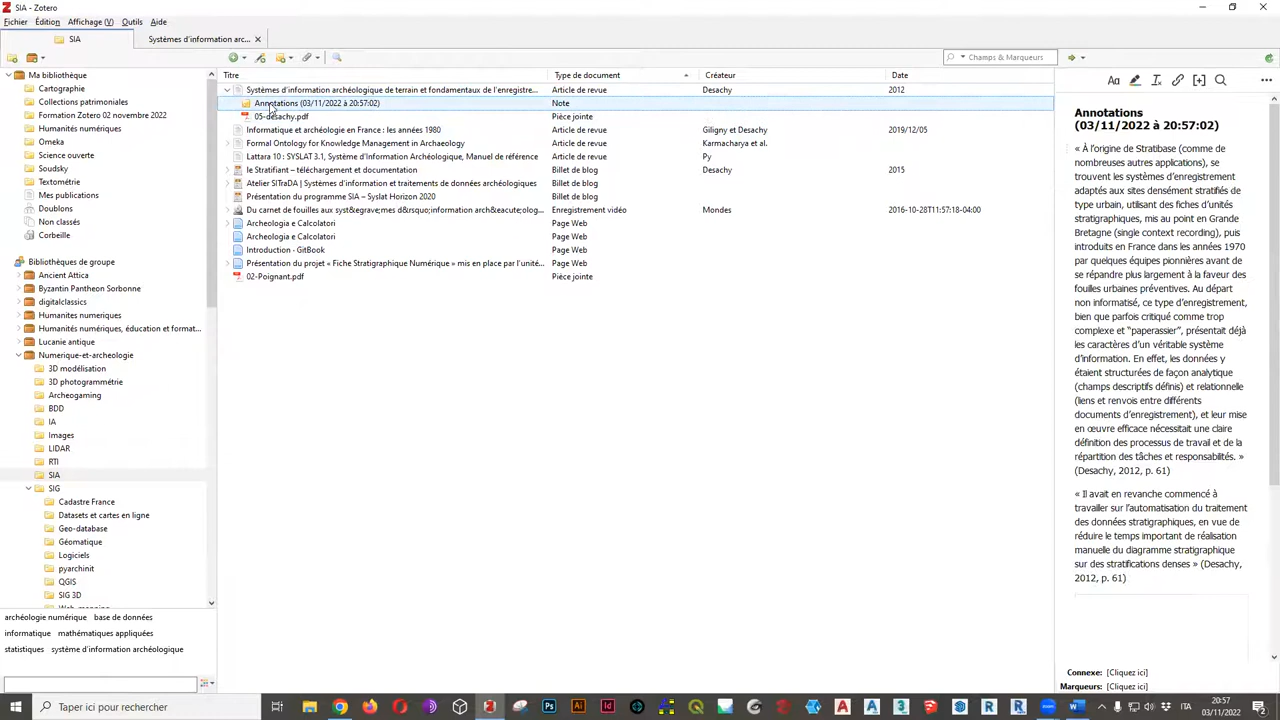 SIA - Zotero
Fichier Édition Affichage (V) Outils Aide
SIA
Systèmes d'information arc...
Champs & Marqueurs
Ma bibliothèque
Cartographie
Collections patrimoniales
Formation Zotero 02 novembre 2022
Humanités numériques
Omeka
Science ouverte
Soudsky
Textométrie
Mes publications
Doublons
Non classés
Corbeille
Bibliothèques de groupe
Ancient Attica
Byzantin Pantheon Sorbonne
digitalclassics
Humanites numeriques
Humanités numériques, éducation et format...
Lucanie antique
Numerique-et-archeologie
3D modélisation
3D photogrammétrie
Archeogaming
BDD
IA
Images
LIDAR
RTI
SIA
SIG
Cadastre France
Datasets et cartes en ligne
Geo-database
Géomatique
Logiciels
pyarchinit
QGIS
SIG 3D
archéologie numérique base de données
informatique mathématiques appliquées
statistiques système d'information archéologique
Titre Type de document Créateur Date
Systèmes d'information archéologique de terrain et fondamentaux de l'enregistre... Article de revue Desachy 2012
Annotations (03/11/2022 à 20:57:02) Note
05-desachy.pdf Pièce jointe
Informatique et archéologie en France : les années 1980 Article de revue Giligny et Desachy 2019/12/05
Formal Ontology for Knowledge Management in Archaeology Article de revue Karmacharya et al.
Lattara 10 : SYSLAT 3.1, Système d'Information Archéologique, Manuel de référence Article de revue Py
le Stratifiant – téléchargement et documentation Billet de blog Desachy 2015
Atelier SITraDA | Systèmes d'information et traitements de données archéologiques Billet de blog
Présentation du programme SIA – Syslat Horizon 2020 Billet de blog
Du carnet de fouilles aux syst&egrave;mes d&rsquo;information arch&eacute;olog... Enregistrement vidéo Mondes 2016-10-28T11:57:18-04:00
Archeologia e Calcolatori Page Web
Archeologia e Calcolatori Page Web
Introduction · GitBook Page Web
Présentation du projet « Fiche Stratigraphique Numérique » mis en place par l'unité... Page Web
02-Poignant.pdf Pièce jointe
Annotations
(03/11/2022 à 20:57:02)
« À l'origine de Stratibase (comme de
nombreuses autres applications), se
trouvent les systèmes d'enregistrement
adaptés aux sites densément stratifiés de
type urbain, utilisant des fiches d'unités
stratigraphiques, mis au point en Grande
Bretagne (single context recording), puis
introduits en France dans les années 1970
par quelques équipes pionnières avant de
se répandre plus largement à la faveur des
fouilles urbaines préventives. Au départ
non informatisé, ce type d'enregistrement,
bien que parfois critiqué comme trop
complexe et "paperassier", présentait déjà
les caractères d'un véritable système
d'information. En effet, les données y
étaient structurées de façon analytique
(champs descriptifs définis) et relationnelle
(liens et renvois entre différents
documents d'enregistrement), et leur mise
en œuvre efficace nécessitait une claire
définition des processus de travail et de la
répartition des tâches et responsabilités. »
(Desachy, 2012, p. 61)
« Il avait en revanche commencé à
travailler sur l'automatisation du traitement
des données stratigraphiques, en vue de
réduire le temps important de réalisation
manuelle du diagramme stratigraphique
sur des stratifications denses » (Desachy,
2012, p. 61)
Connexe: [Cliquez ici]
Marqueurs: [Cliquez ici]
Taper ici pour rechercher
ITA
20:57
03/11/2022